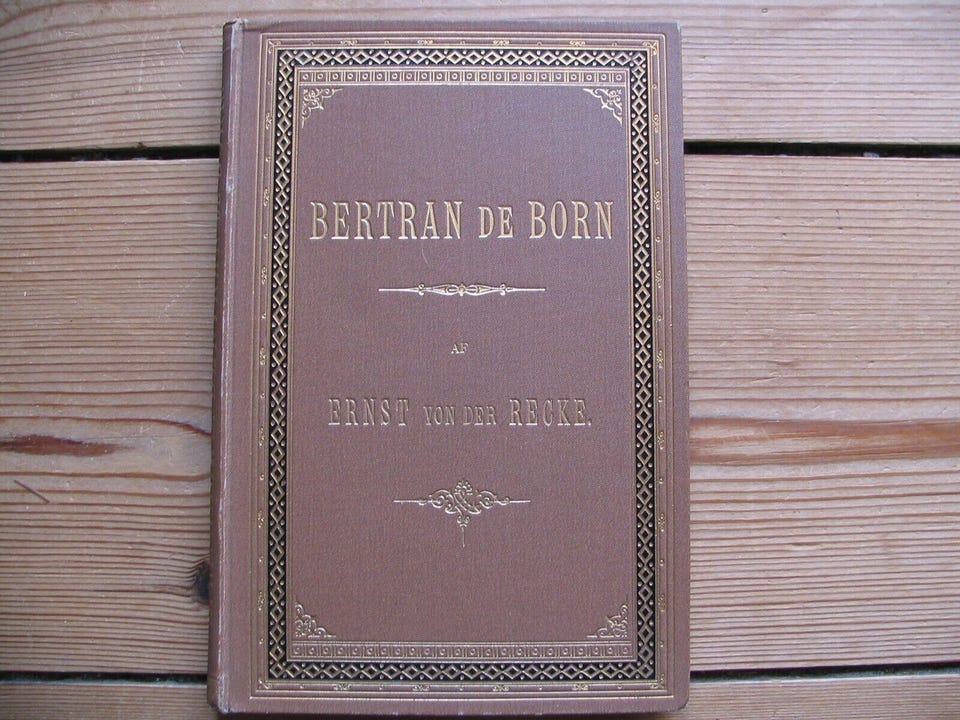 BERTRAN DE BORN
AF
ERNST VON DER RECKE.